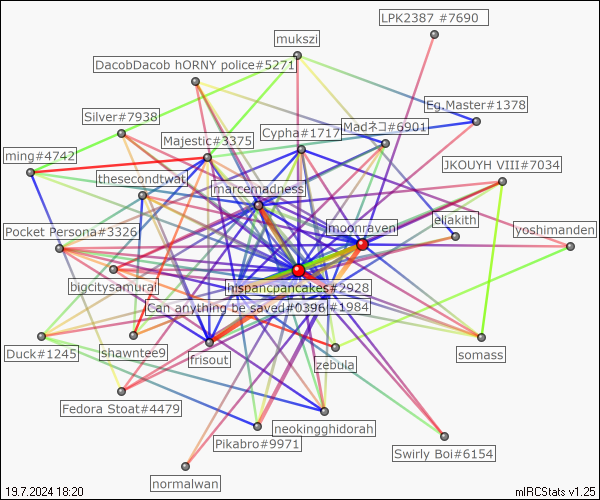 LPK2387 #7690
mukszi
DacobDacob hORNY police#5271
Eg.Master#1378
Silver#7938
Cypha#1717
Madネコ#6901
Majestic#3375
ming#4742
JKOUYH VIII#7034
thesecondtwat
marcemadness
eljakith
moonraven
Pocket Persona#3326
yoshimanden
bigcitysamurai
hispancpancakes#2928
Can anything be saved#0396
#1984
Duck#1245
shawntee9
frisout
zebula
somass
Fedora Stoat#4479
neokingghidorah
Pikabro#9971
Swirly Boi#6154
normalwan
19.7.2024 18:20
mIRCStats v1.25